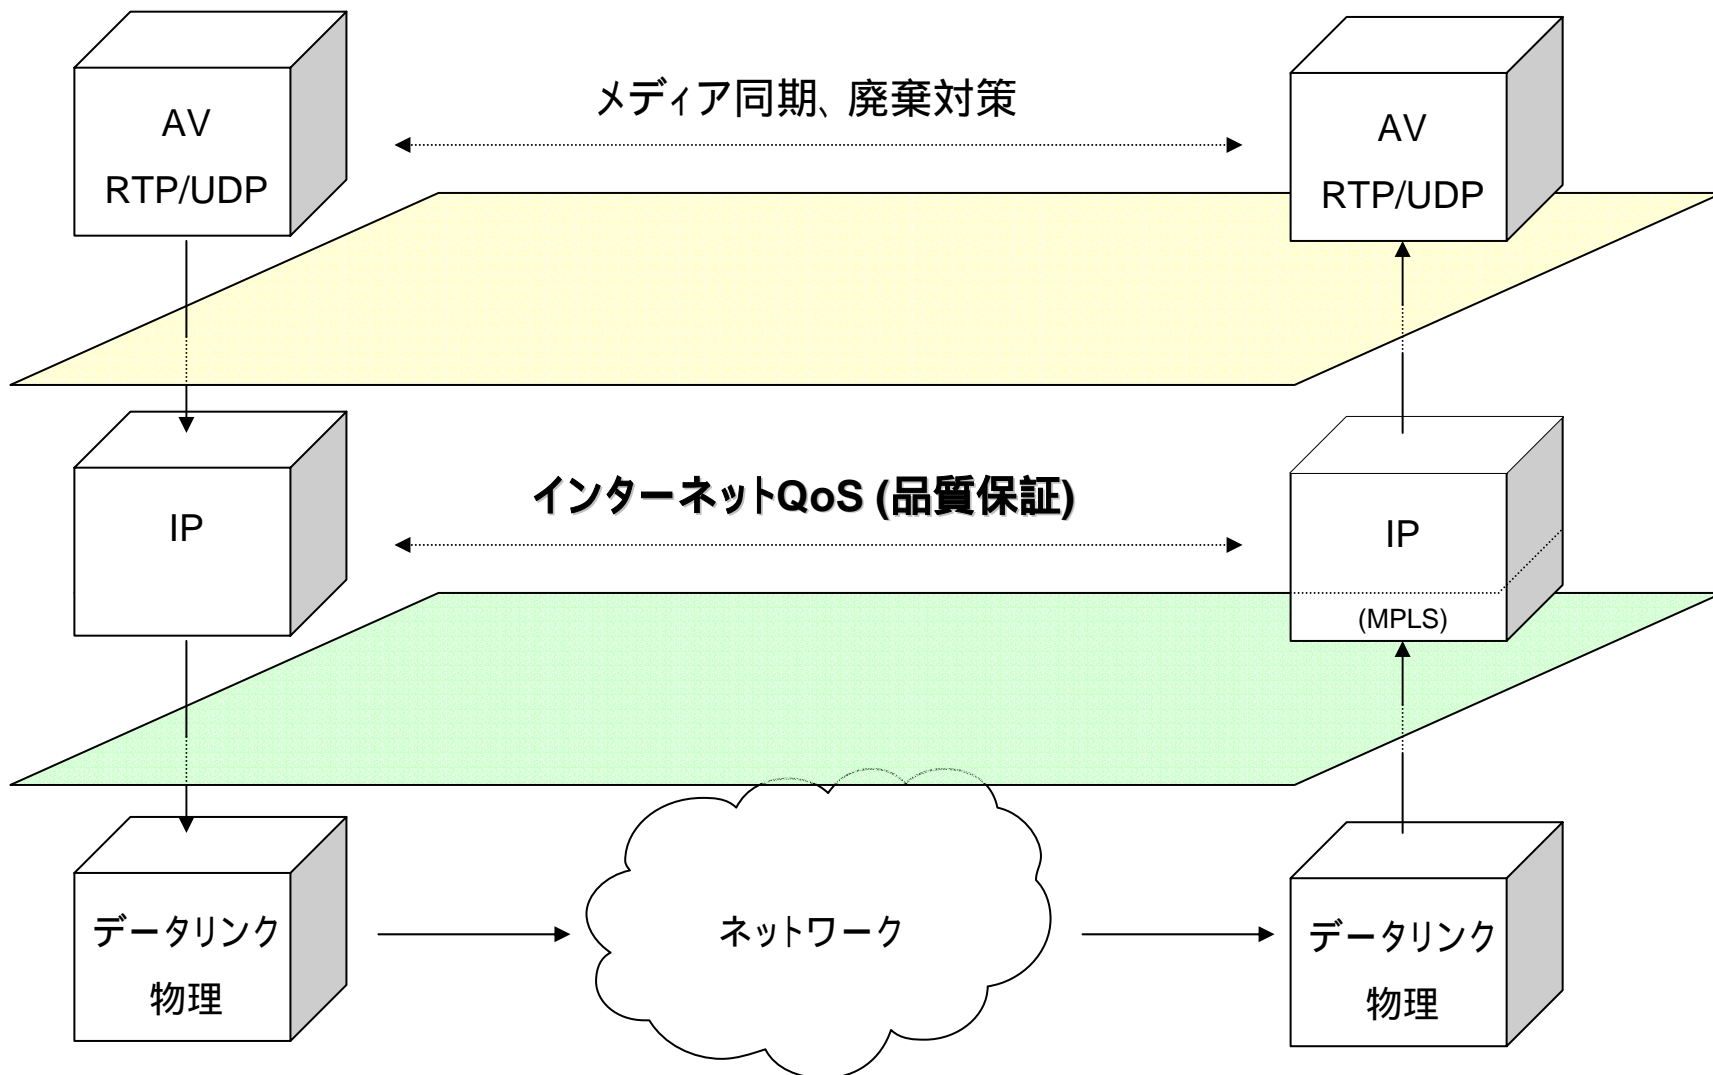 AV
RTP/UDP
メディア同期、廃棄対策
AV
RTP/UDP
IP
インターネットQoS (品質保証)
IP
(MPLS)
データリンク
物理
ネットワーク
データリンク
物理